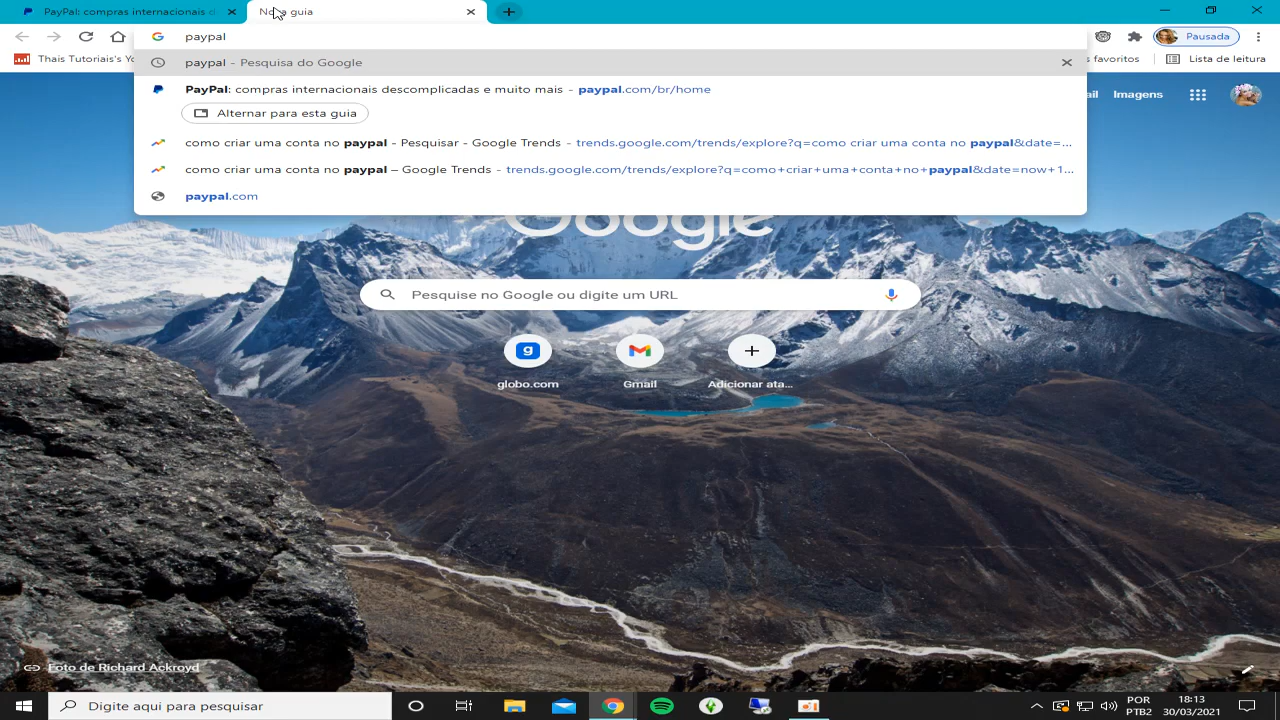 PayPal: compras internacionais d
Nova guia
paypal
Pausada
Thais Tutoriais's Yo
os favoritos
Lista de leitura
paypal - Pesquisa do Google
PayPal: compras internacionais descomplicadas e muito mais - paypal.com/br/home
Alternar para esta guia
como criar uma conta no paypal - Pesquisar - Google Trends - trends.google.com/trends/explore?q=como criar uma conta no paypal&date=...
como criar uma conta no paypal – Google Trends - trends.google.com/trends/explore?q=como+criar+uma+conta+no+paypal&date=now+1...
paypal.com
ail
Imagens
Google
Pesquise no Google ou digite um URL
g
globo.com
Gmail
Adicionar ata...
Foto de Richard Ackroyd
Digite aqui para pesquisar
POR
PTB2
18:13
30/03/2021